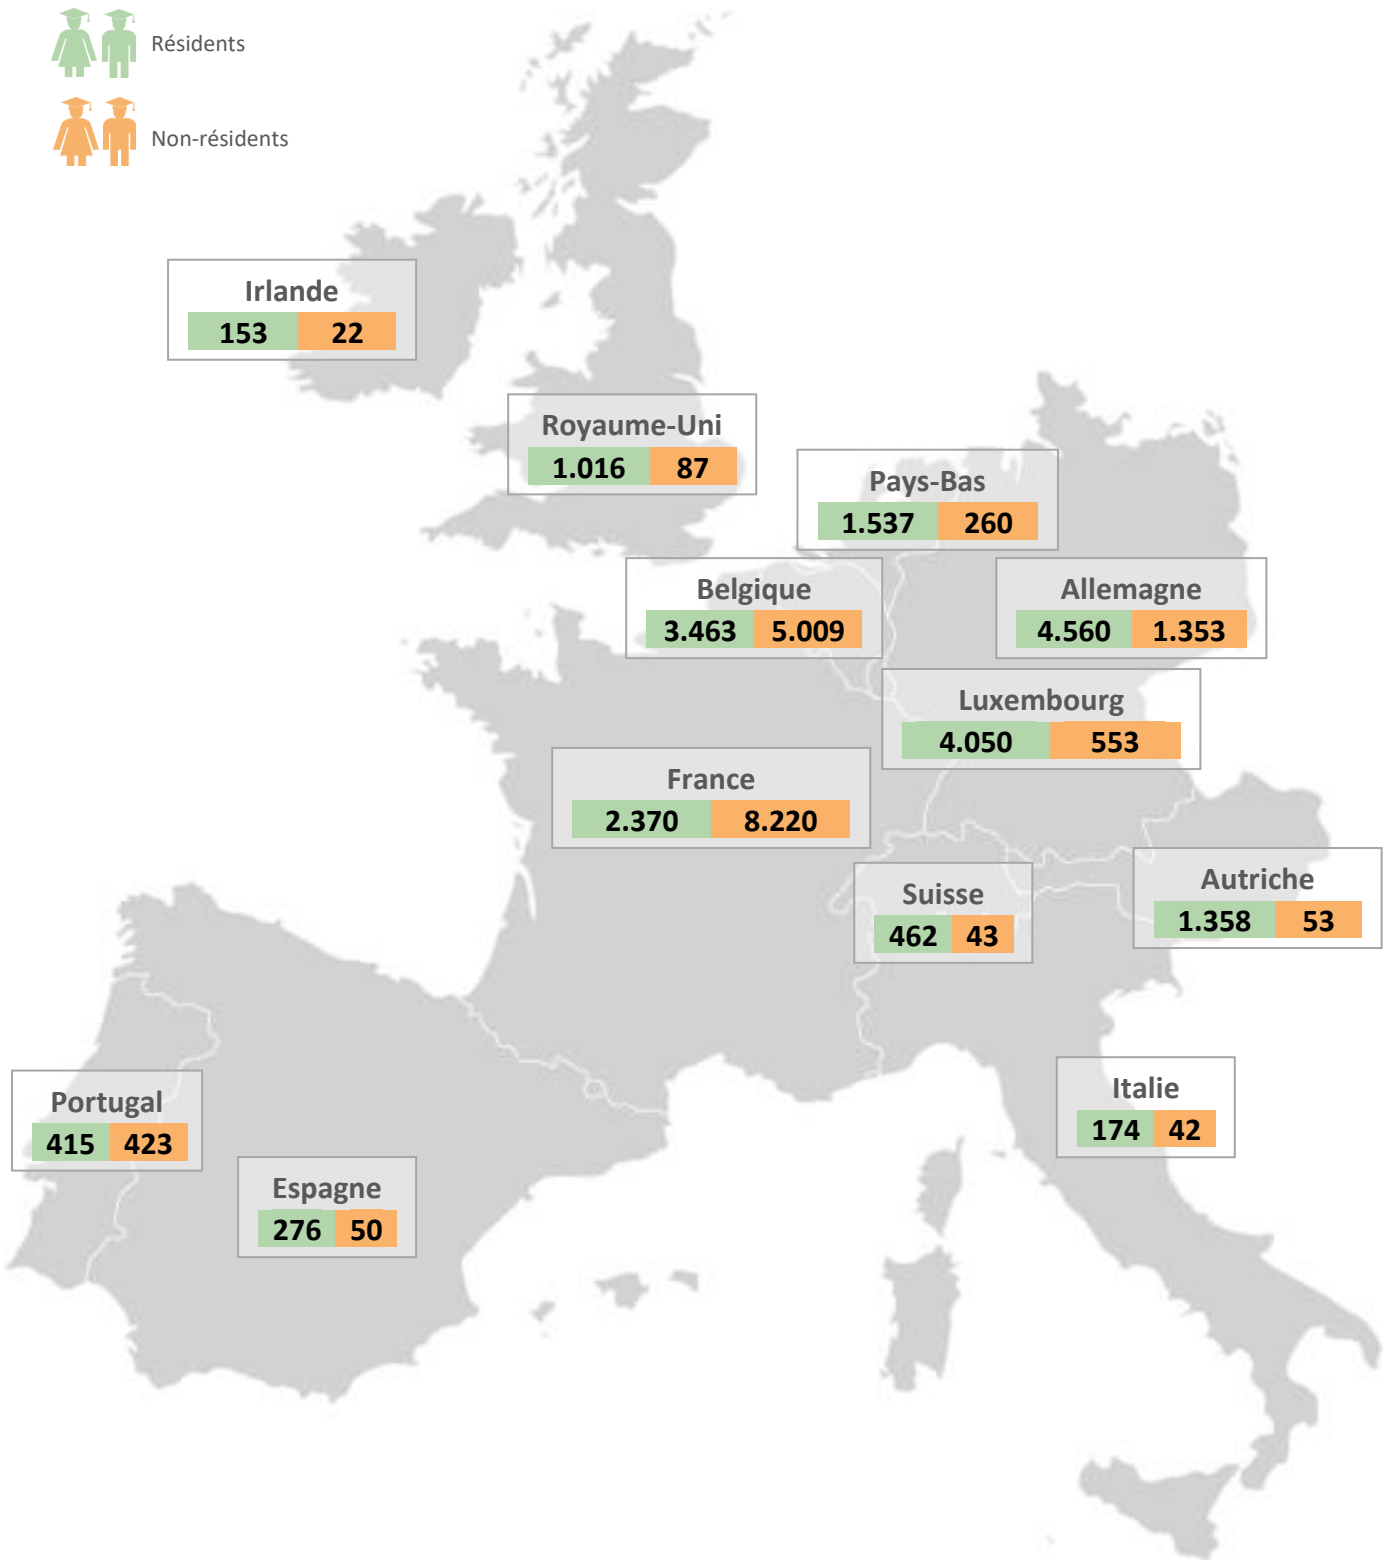 Résidents
Non-résidents
Irlande
153 22
Royaume-Uni
1.016 87
Pays-Bas
1.537 260
Belgique
3.463 5.009
Allemagne
4.560 1.353
Luxembourg
4.050 553
France
2.370 8.220
Suisse
462 43
Autriche
1.358 53
Portugal
415 423
Italie
174 42
Espagne
276 50